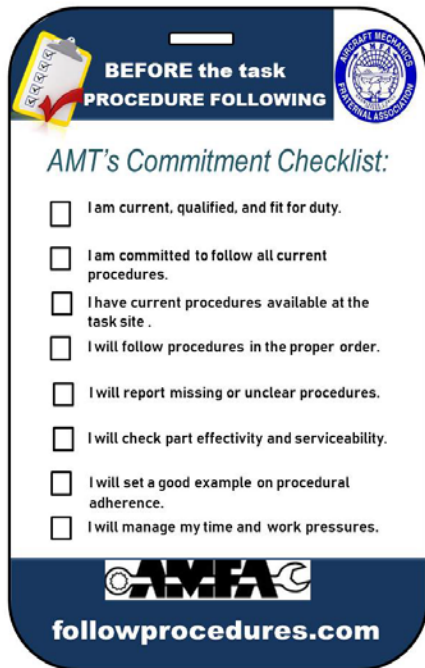 BEFORE the task
PROCEDURE FOLLOWING
AIRCRAFT MECHANICS
AMFA
FRATERNAL ASSOCIATION
AMT's Commitment Checklist:
I am current, qualified, and fit for duty.
I am committed to follow all current
procedures.
I have current procedures available at the
task site .
I will follow procedures in the proper order.
I will report missing or unclear procedures.
I will check part effectivity and serviceability.
I will set a good example on procedural
adherence.
I will manage my time and work pressures.
AMFA
followprocedures.com